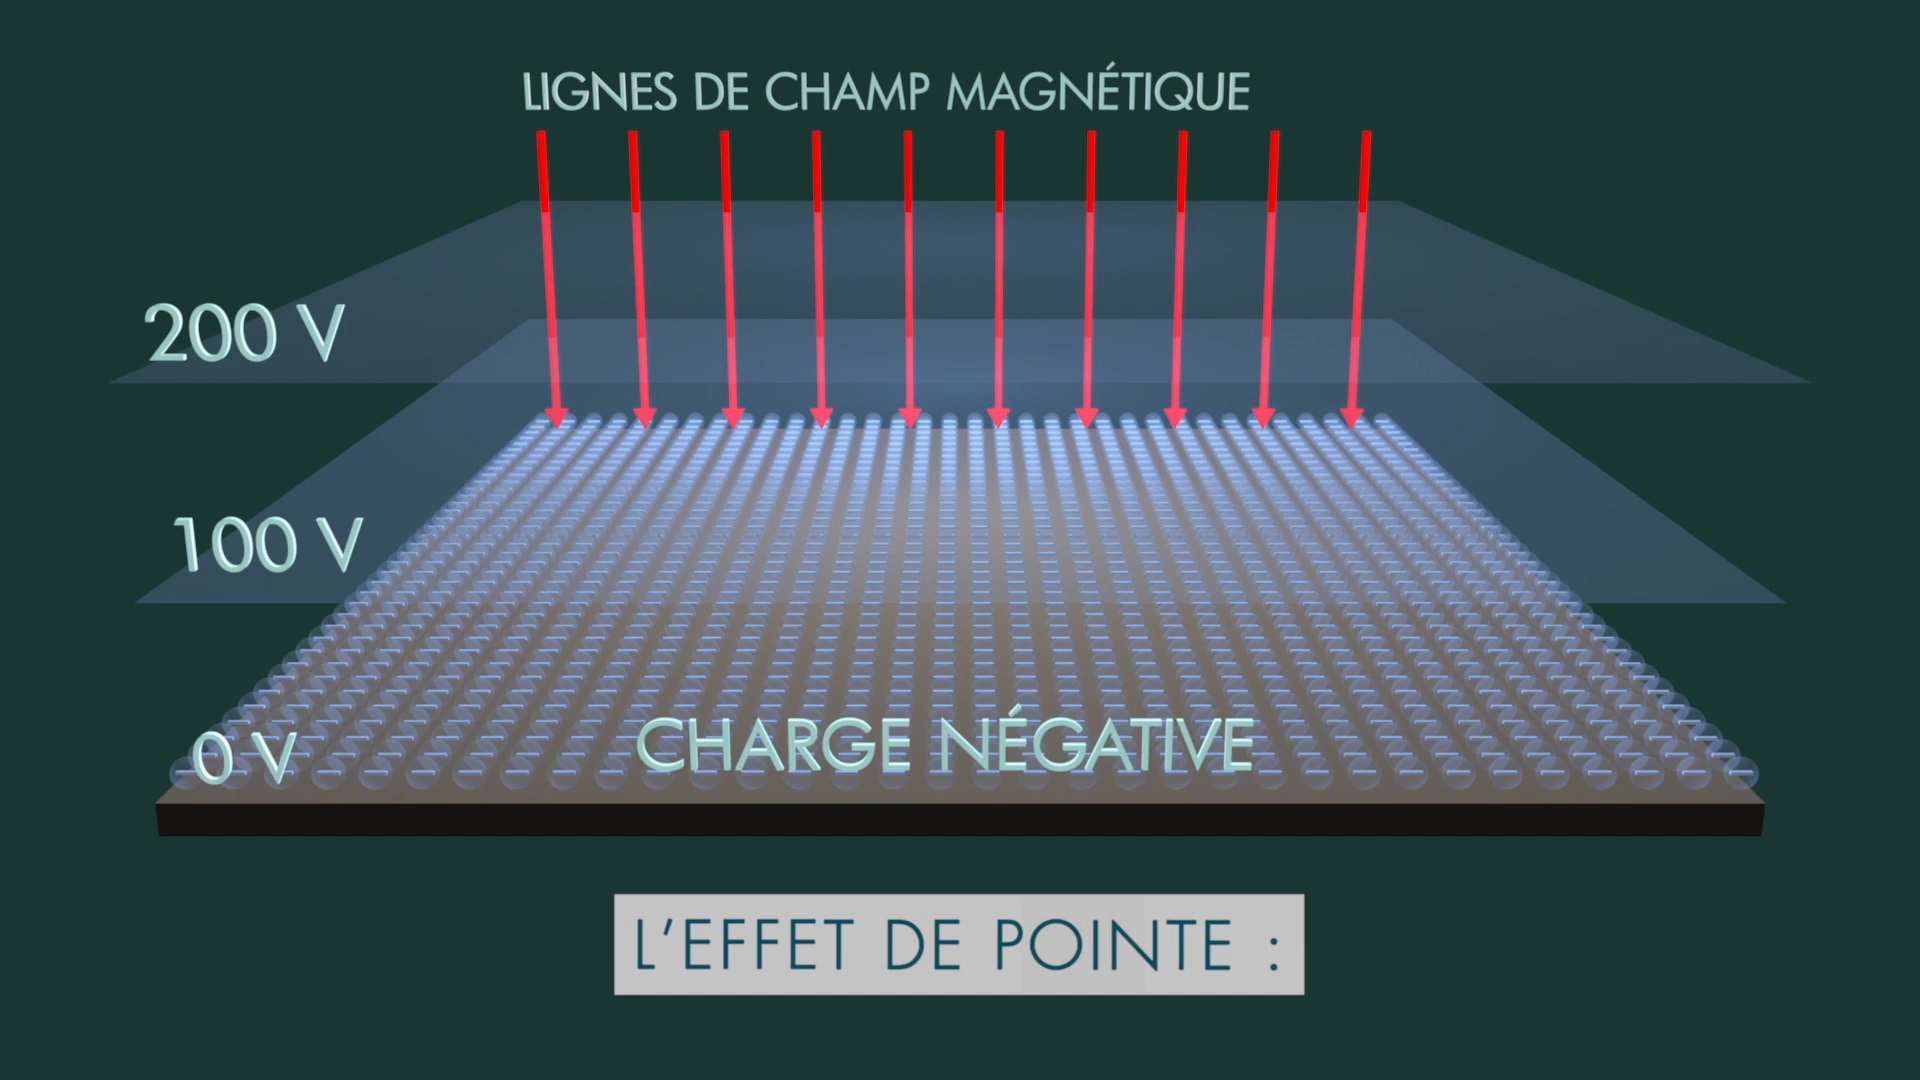 LIGNES DE CHAMP MAGNÉTIQUE
200 V
100 V
0 V
CHARGE NÉGATIVE
L'EFFET DE POINTE :